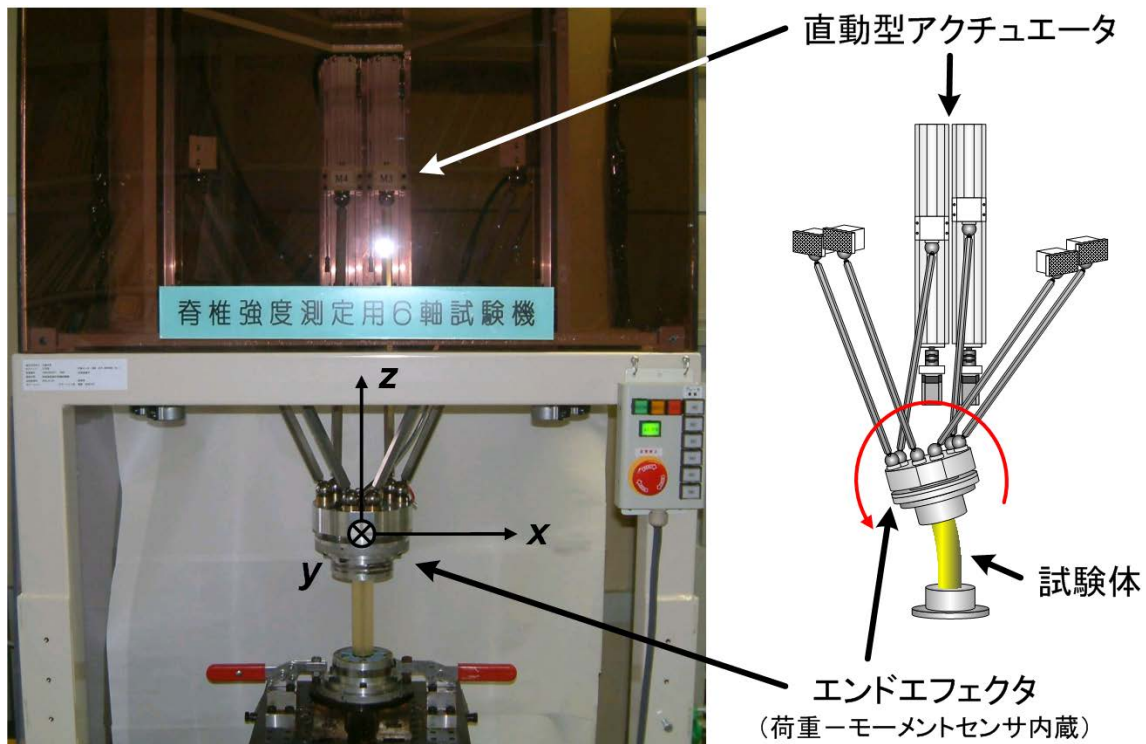 直動型アクチュエータ
M4
M3
脊椎強度測定用6軸試験機
z
x
y
試験体
エンドエフェクタ
(荷重－モーメントセンサ内蔵)